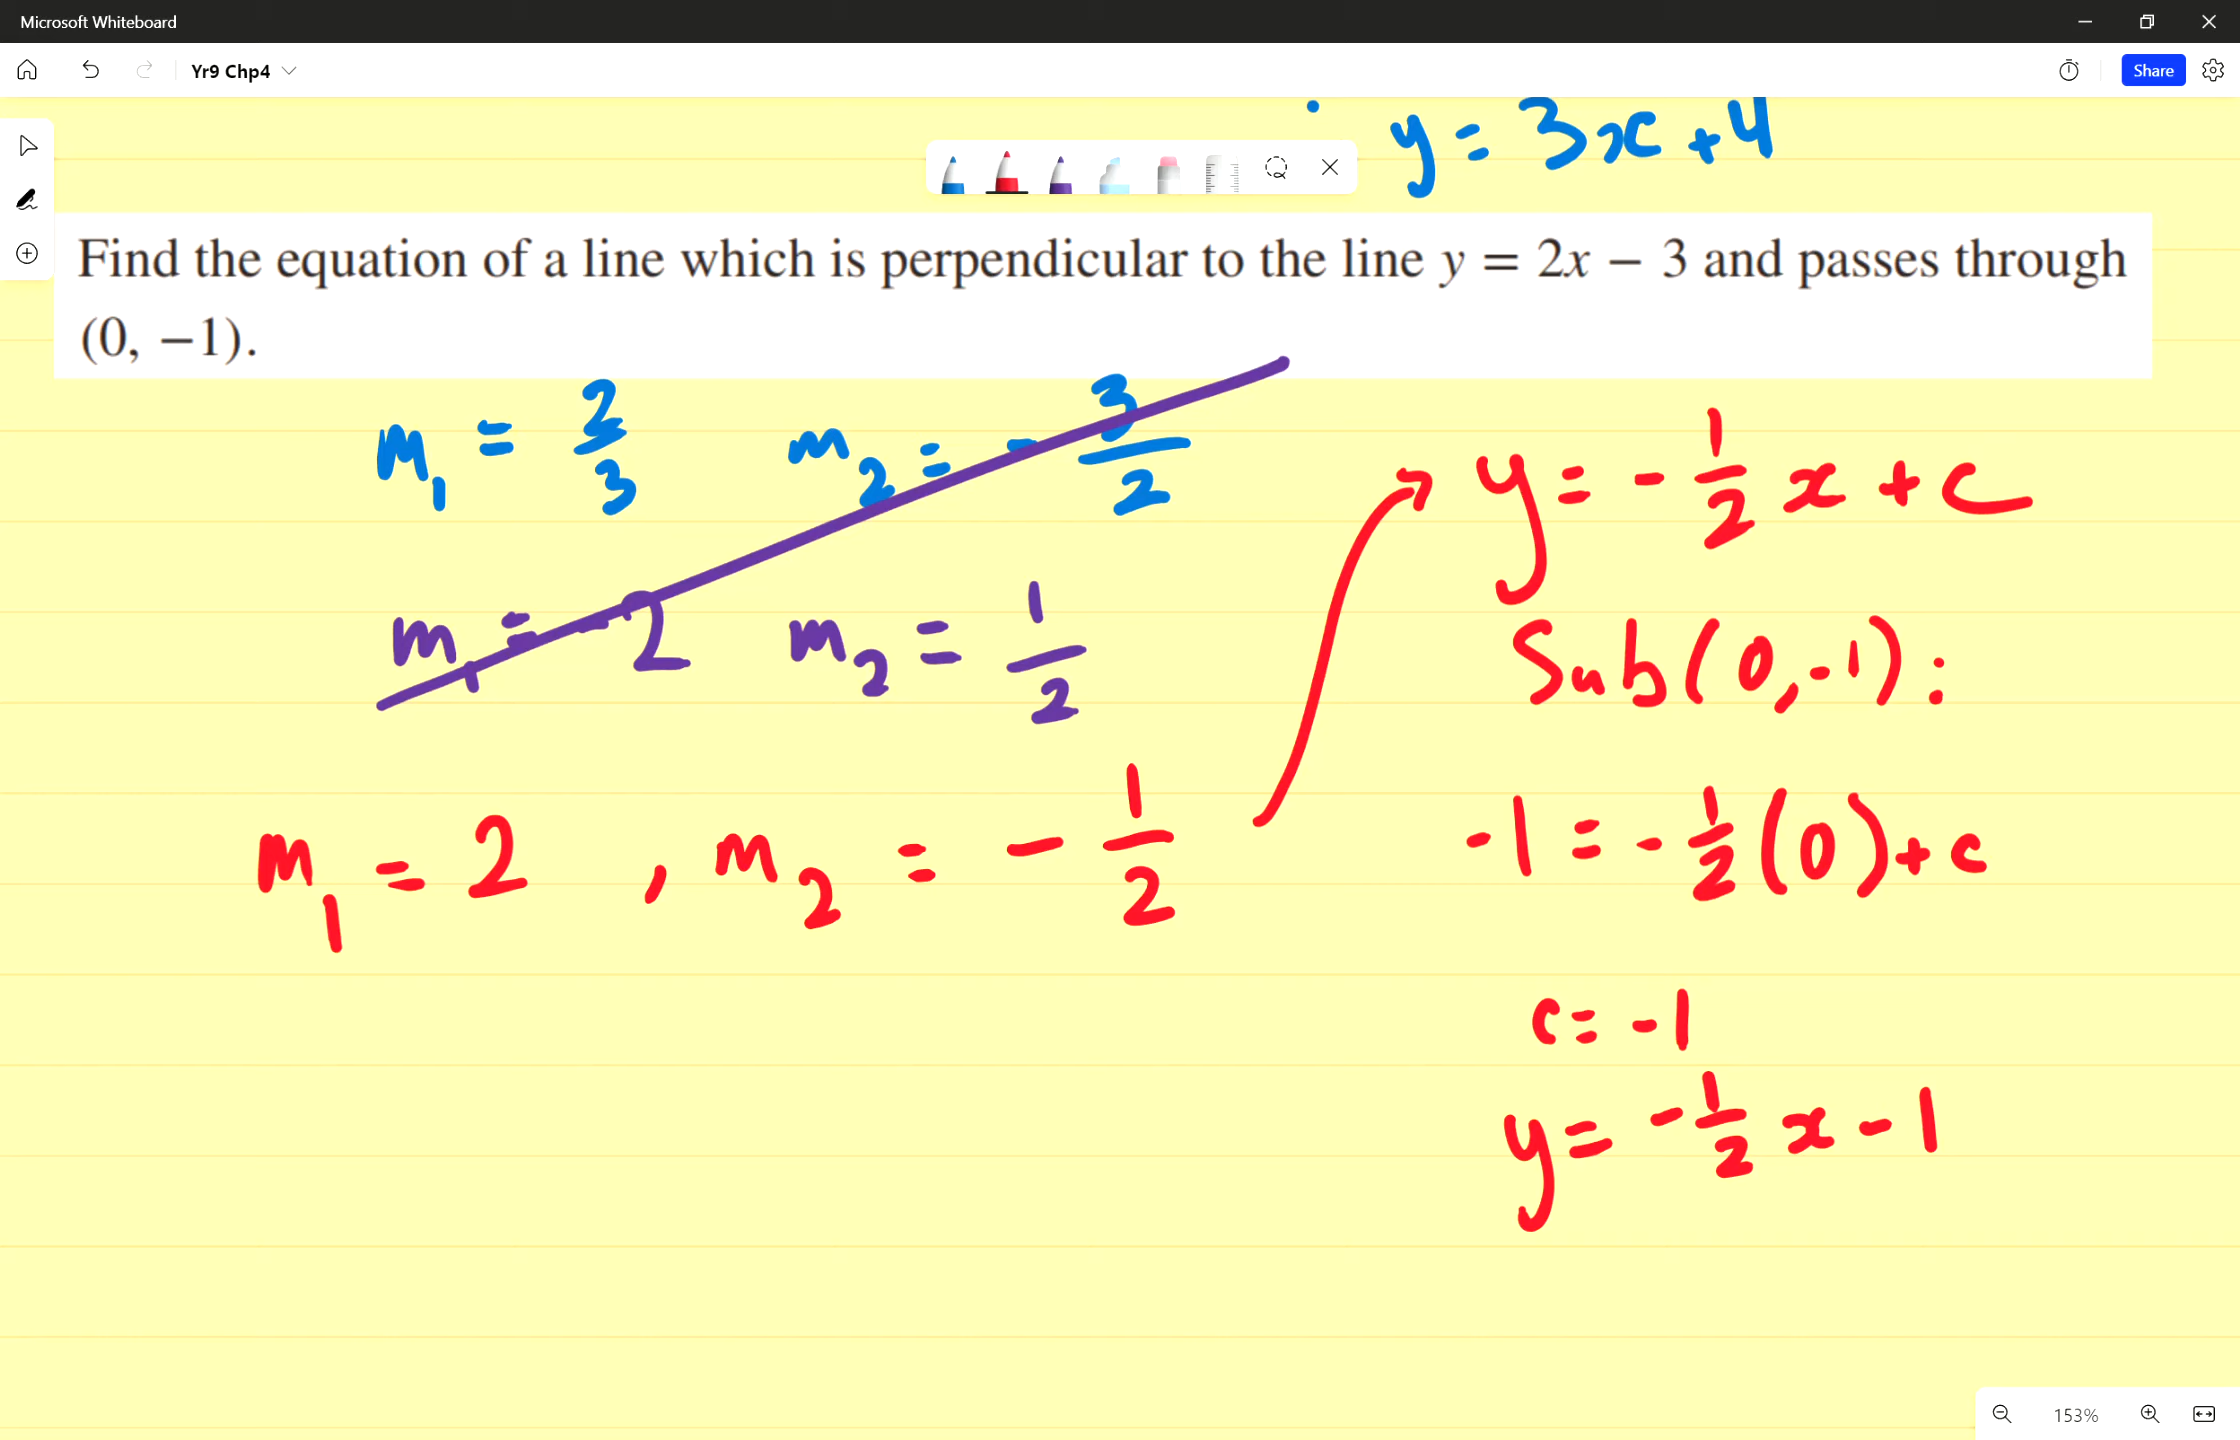 Microsoft Whiteboard
Yr9 Chp4
Share
y = 3x + 4
Find the equation of a line which is perpendicular to the line y = 2x − 3 and passes through
(0, −1).
m₁ = 2/3 m₂ = - 3/2
m₁ = -2 m₂ = 1/2
m₁ = 2 , m₂ = - 1/2
y = - 1/2 x + c
Sub (0, -1) :
-1 = - 1/2 (0) + c
c = -1
y = - 1/2 x - 1
153%